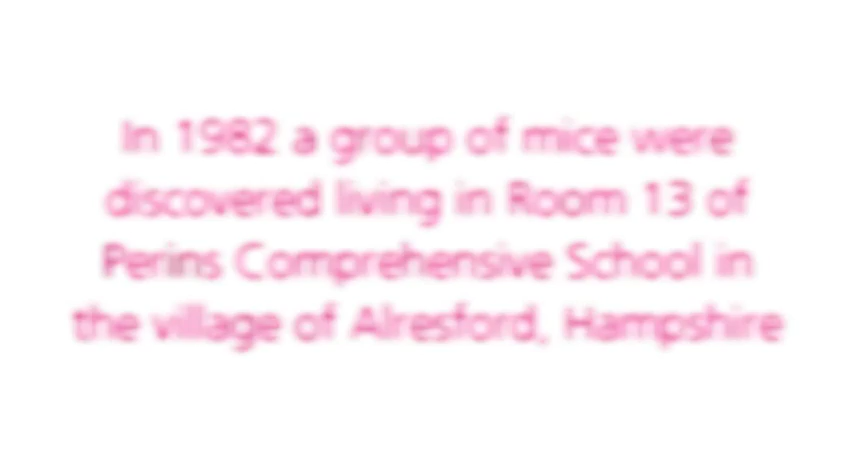 In 1982 a group of mice were
discovered living in Room 13 of
Perins Comprehensive School in
the village of Alresford, Hampshire